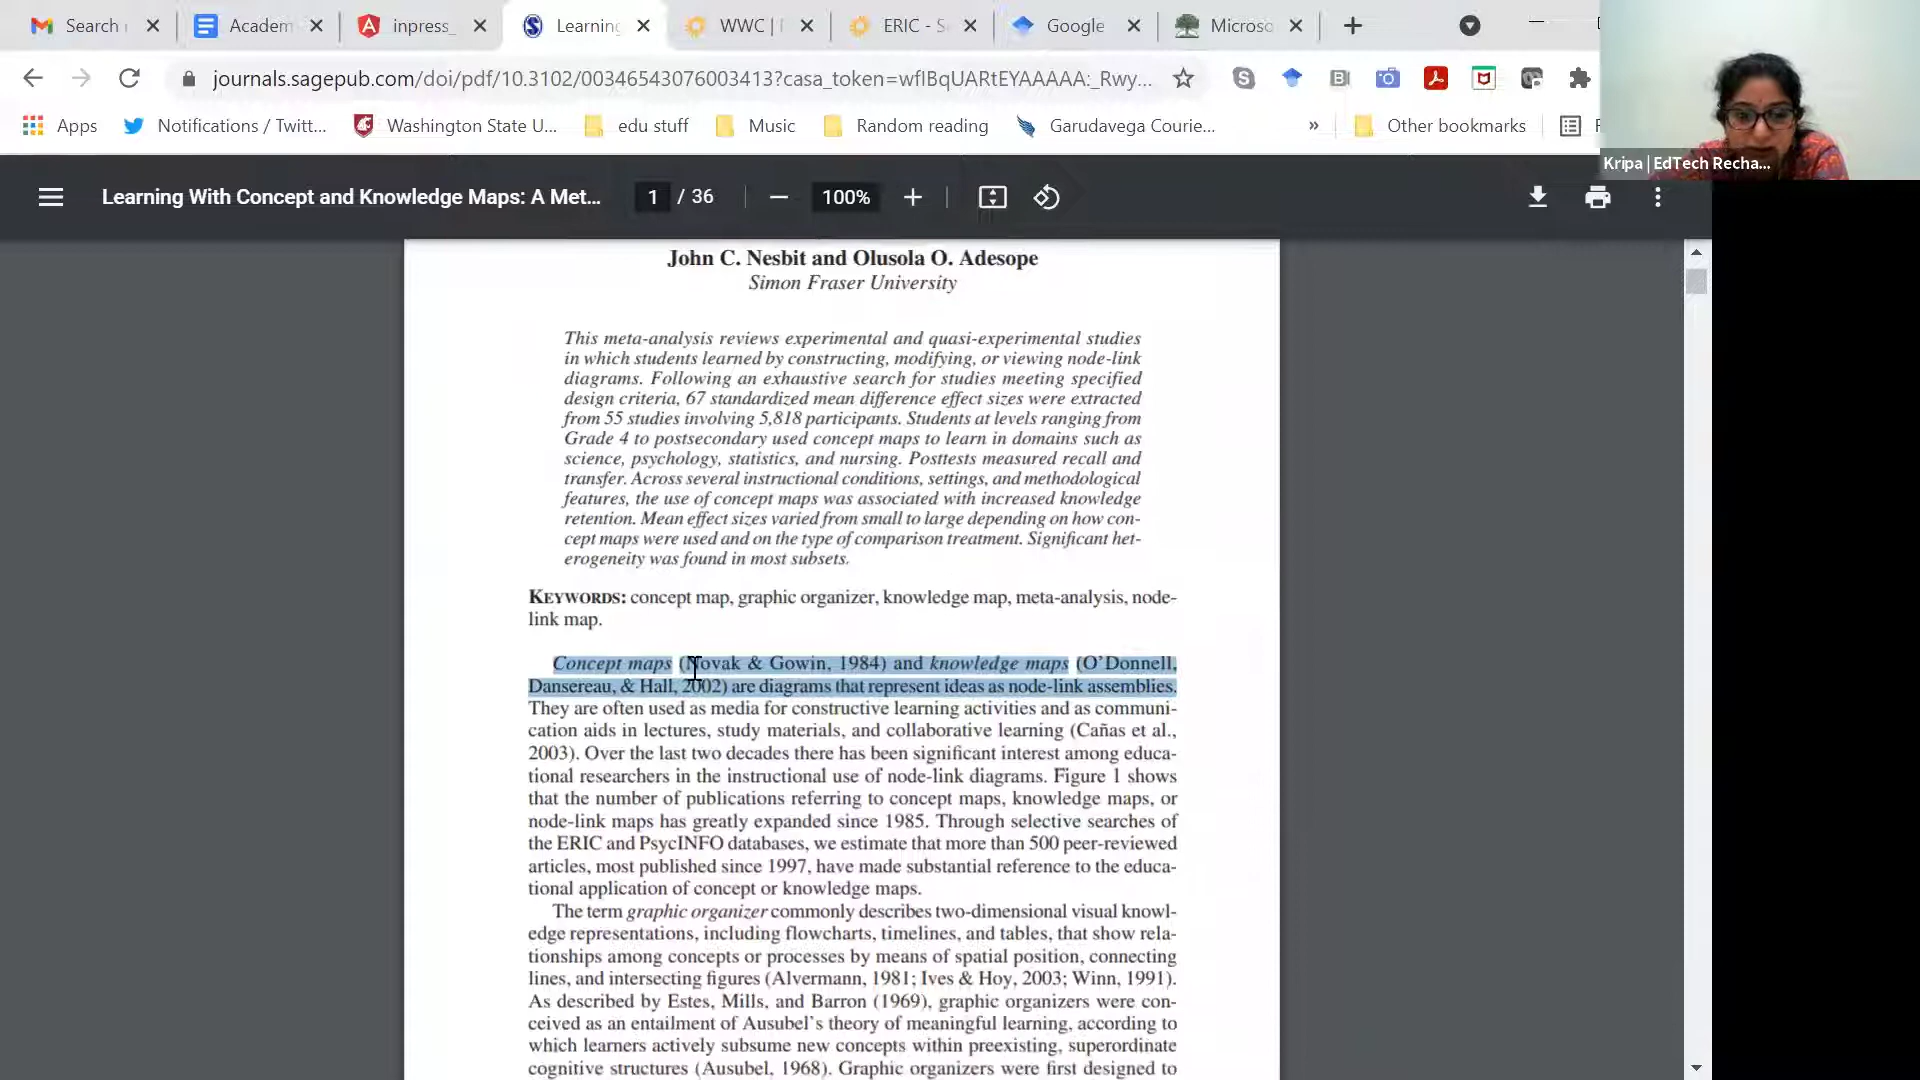 Search
Academ
inpress_
Learning
WWC |
ERIC - S
Google
Microso
journals.sagepub.com/doi/pdf/10.3102/00346543076003413?casa_token=wfIBqUARtEYAAAAA:_Rwy...
Apps
Notifications / Twitt...
Washington State U...
edu stuff
Music
Random reading
Garudavega Courie...
»
Other bookmarks
Kripa | EdTech Recha...
Learning With Concept and Knowledge Maps: A Met...
1 / 36
100%
John C. Nesbit and Olusola O. Adesope
Simon Fraser University
This meta-analysis reviews experimental and quasi-experimental studies
in which students learned by constructing, modifying, or viewing node-link
diagrams. Following an exhaustive search for studies meeting specified
design criteria, 67 standardized mean difference effect sizes were extracted
from 55 studies involving 5,818 participants. Students at levels ranging from
Grade 4 to postsecondary used concept maps to learn in domains such as
science, psychology, statistics, and nursing. Posttests measured recall and
transfer. Across several instructional conditions, settings, and methodological
features, the use of concept maps was associated with increased knowledge
retention. Mean effect sizes varied from small to large depending on how con-
cept maps were used and on the type of comparison treatment. Significant het-
erogeneity was found in most subsets.
KEYWORDS: concept map, graphic organizer, knowledge map, meta-analysis, node-
link map.
Concept maps (Novak & Gowin, 1984) and knowledge maps (O'Donnell,
Dansereau, & Hall, 2002) are diagrams that represent ideas as node-link assemblies.
They are often used as media for constructive learning activities and as communi-
cation aids in lectures, study materials, and collaborative learning (Cañas et al.,
2003). Over the last two decades there has been significant interest among educa-
tional researchers in the instructional use of node-link diagrams. Figure 1 shows
that the number of publications referring to concept maps, knowledge maps, or
node-link maps has greatly expanded since 1985. Through selective searches of
the ERIC and PsycINFO databases, we estimate that more than 500 peer-reviewed
articles, most published since 1997, have made substantial reference to the educa-
tional application of concept or knowledge maps.
The term graphic organizer commonly describes two-dimensional visual knowl-
edge representations, including flowcharts, timelines, and tables, that show rela-
tionships among concepts or processes by means of spatial position, connecting
lines, and intersecting figures (Alvermann, 1981; Ives & Hoy, 2003; Winn, 1991).
As described by Estes, Mills, and Barron (1969), graphic organizers were con-
ceived as an entailment of Ausubel's theory of meaningful learning, according to
which learners actively subsume new concepts within preexisting, superordinate
cognitive structures (Ausubel, 1968). Graphic organizers were first designed to